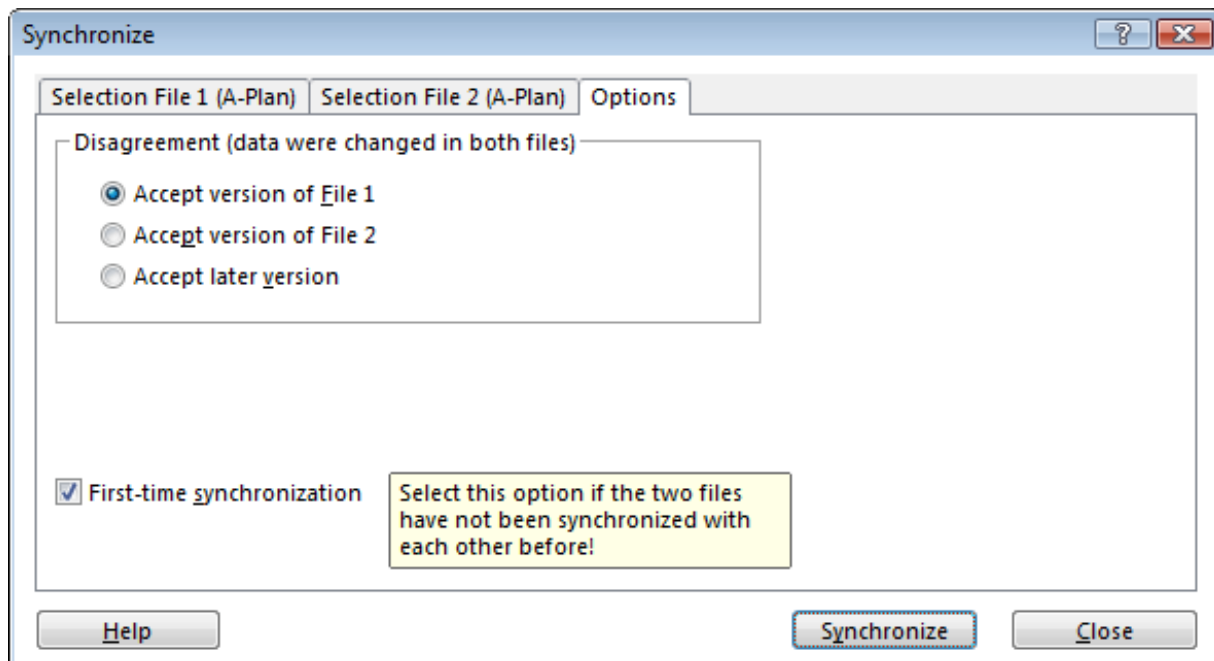 Synchronize
Selection File 1 (A-Plan) Selection File 2 (A-Plan) Options
Disagreement (data were changed in both files)
Accept version of File 1
Accept version of File 2
Accept later version
First-time synchronization
Select this option if the two files
have not been synchronized with
each other before!
Help Synchronize Close